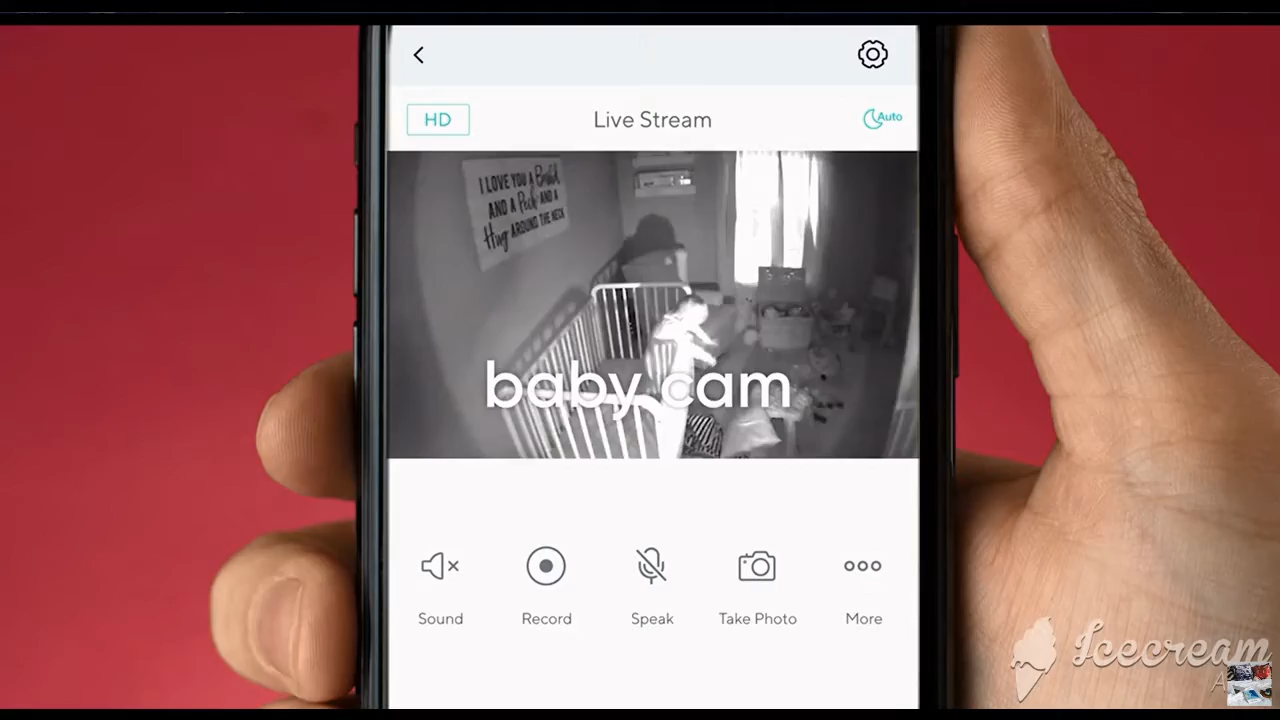 HD
Live Stream
Auto
I LOVE YOU A Bushel
AND A Peck AND A
Hug AROUND THE NECK
baby cam
Sound
Record
Speak
Take Photo
More
Icecream
A